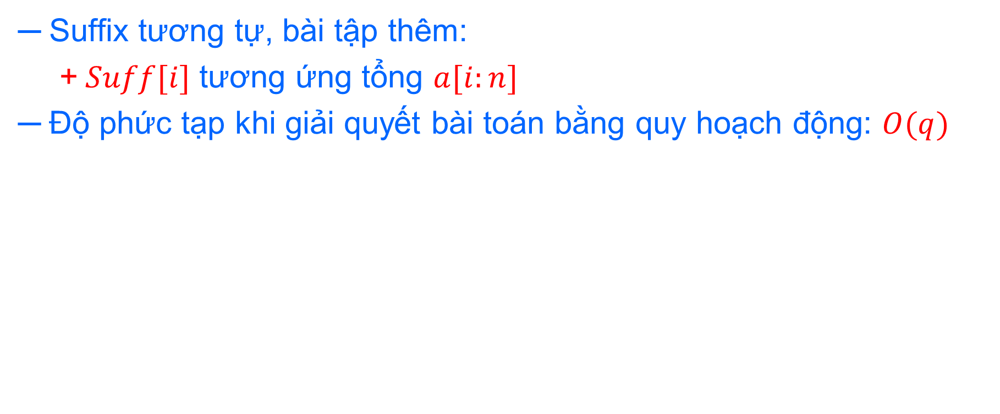 — Suffix tương tự, bài tập thêm:
+ Suff[i] tương ứng tổng a[i:n]
— Độ phức tạp khi giải quyết bài toán bằng quy hoạch động: O(q)